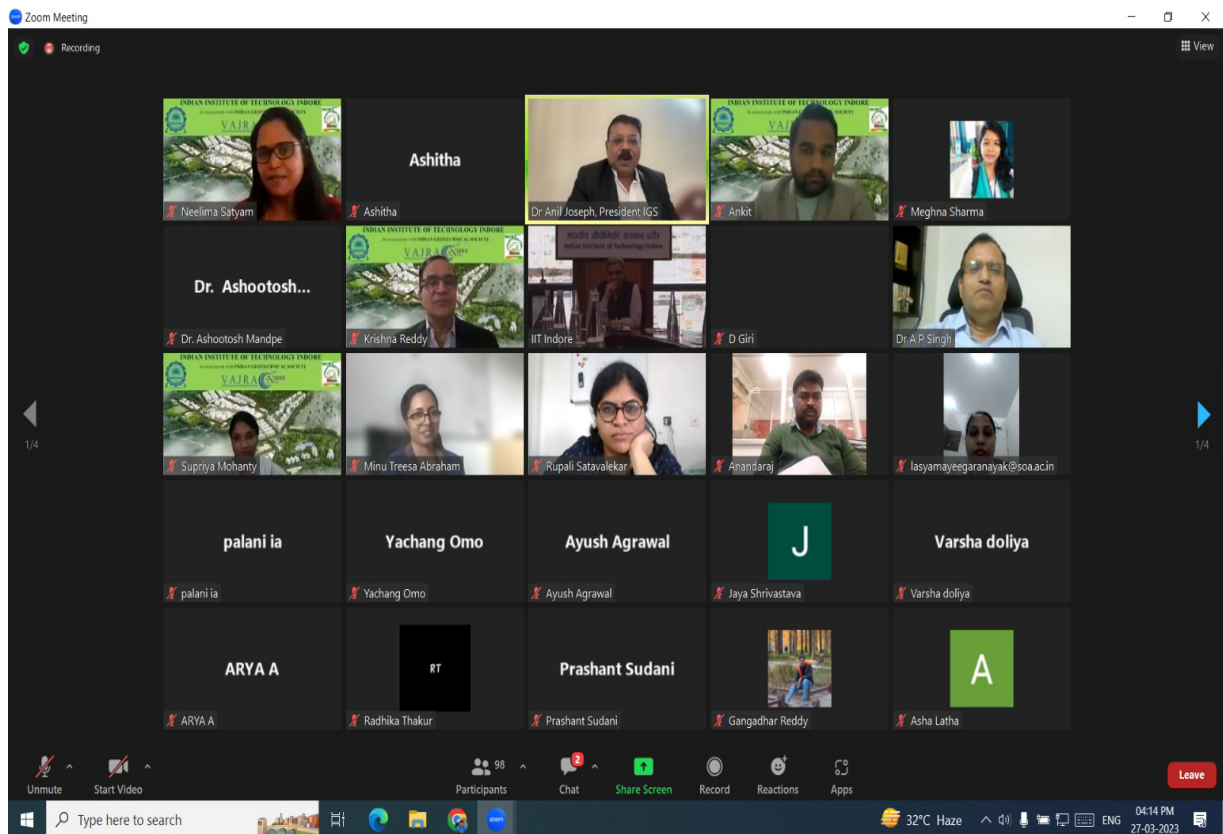 Zoom Meeting
Recording
View
INDIAN INSTITUTE OF TECHNOLOGY INDORE
VAJRA
Neelima Satyam
Ashitha
Ashitha
Dr Anil Joseph, President IGS
INDIAN INSTITUTE OF TECHNOLOGY INDORE
VAJ
Ankit
Meghna Sharma
Dr. Ashootosh...
Dr. Ashootosh Mandpe
INDIAN INSTITUTE OF TECHNOLOGY INDORE
VAJRA
Krishna Reddy
भारतीय प्रौद्योगिकी संस्थान इंदौर
Indian Institute of Technology Indore
IIT Indore
D Giri
Dr A P Singh
INDIAN INSTITUTE OF TECHNOLOGY INDORE
VAJRA
Supriya Mohanty
Minu Treesa Abraham
Rupali Satavalekar
Anandaraj
lasyamayeegaranayak@soa.ac.in
1/4
1/4
palani ia
palani ia
Yachang Omo
Yachang Omo
Ayush Agrawal
Ayush Agrawal
J
Jaya Shrivastava
Varsha doliya
Varsha doliya
ARYA A
ARYA A
RT
Radhika Thakur
Prashant Sudani
Prashant Sudani
Gangadhar Reddy
A
Asha Latha
Unmute
Start Video
98
Participants
2
Chat
Share Screen
Record
Reactions
Apps
Leave
Type here to search
zoom
32°C Haze
ENG
04:14 PM
27-03-2023